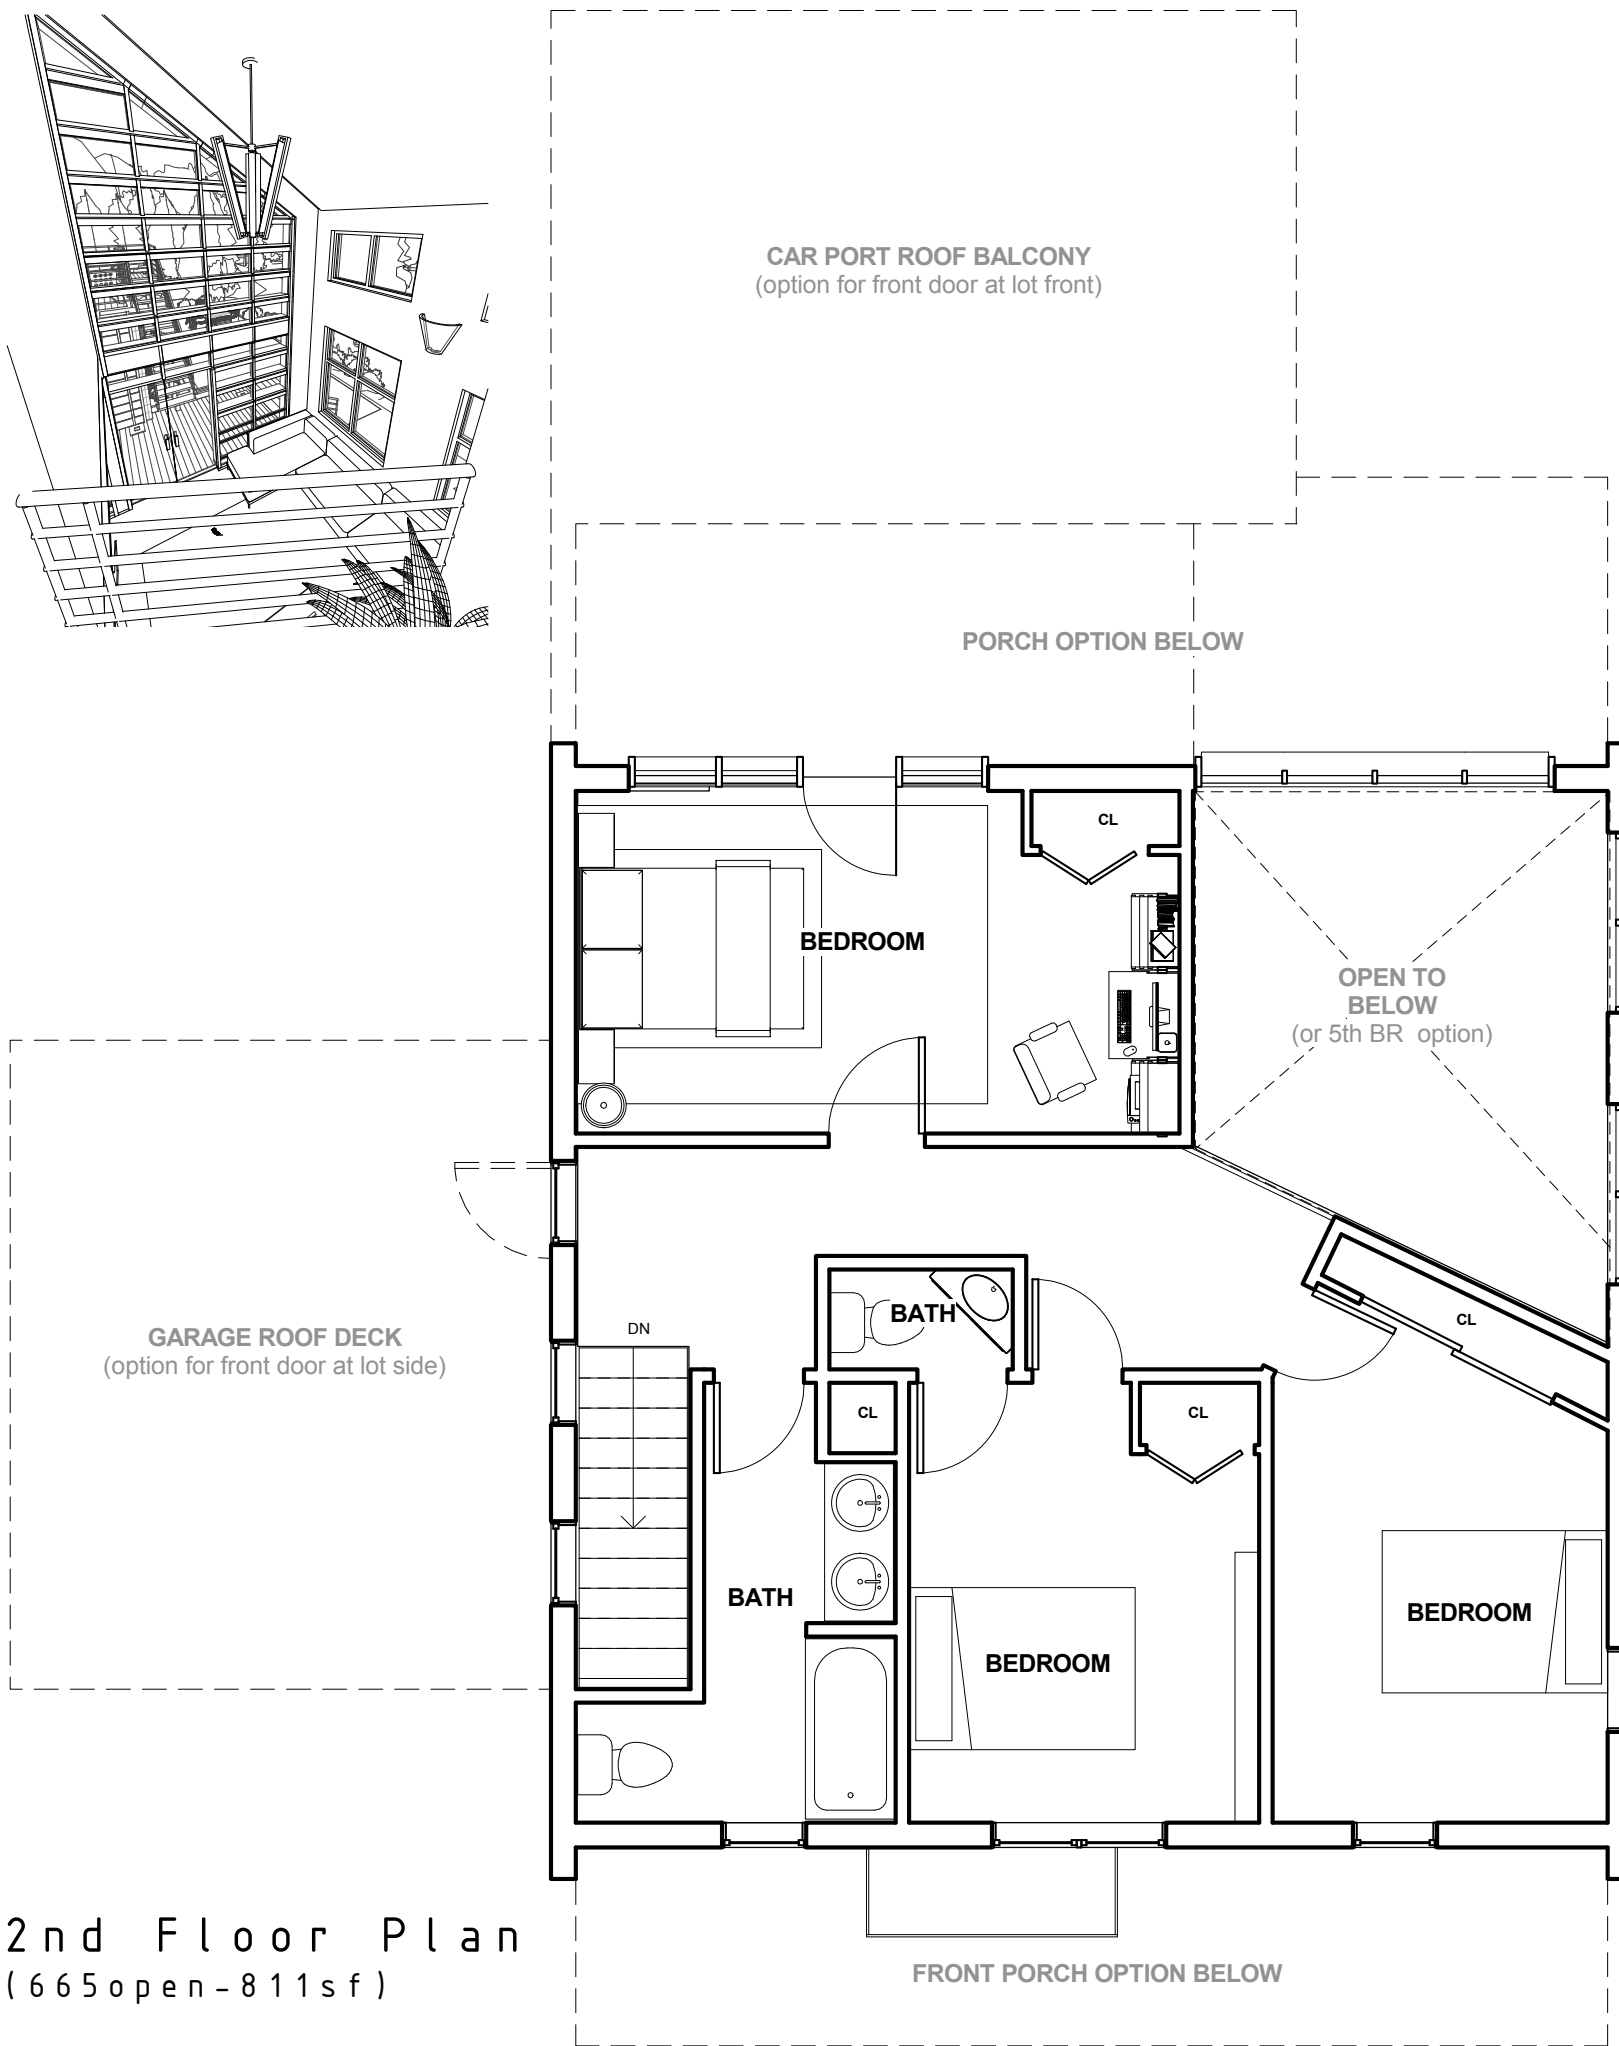 CAR PORT ROOF BALCONY
(option for front door at lot front)
PORCH OPTION BELOW
CL
BEDROOM
OPEN TO
BELOW
(or 5th BR option)
GARAGE ROOF DECK
(option for front door at lot side)
DN
BATH
CL
CL
CL
BATH
BEDROOM
BEDROOM
2nd Floor Plan
(665open-811sf)
FRONT PORCH OPTION BELOW